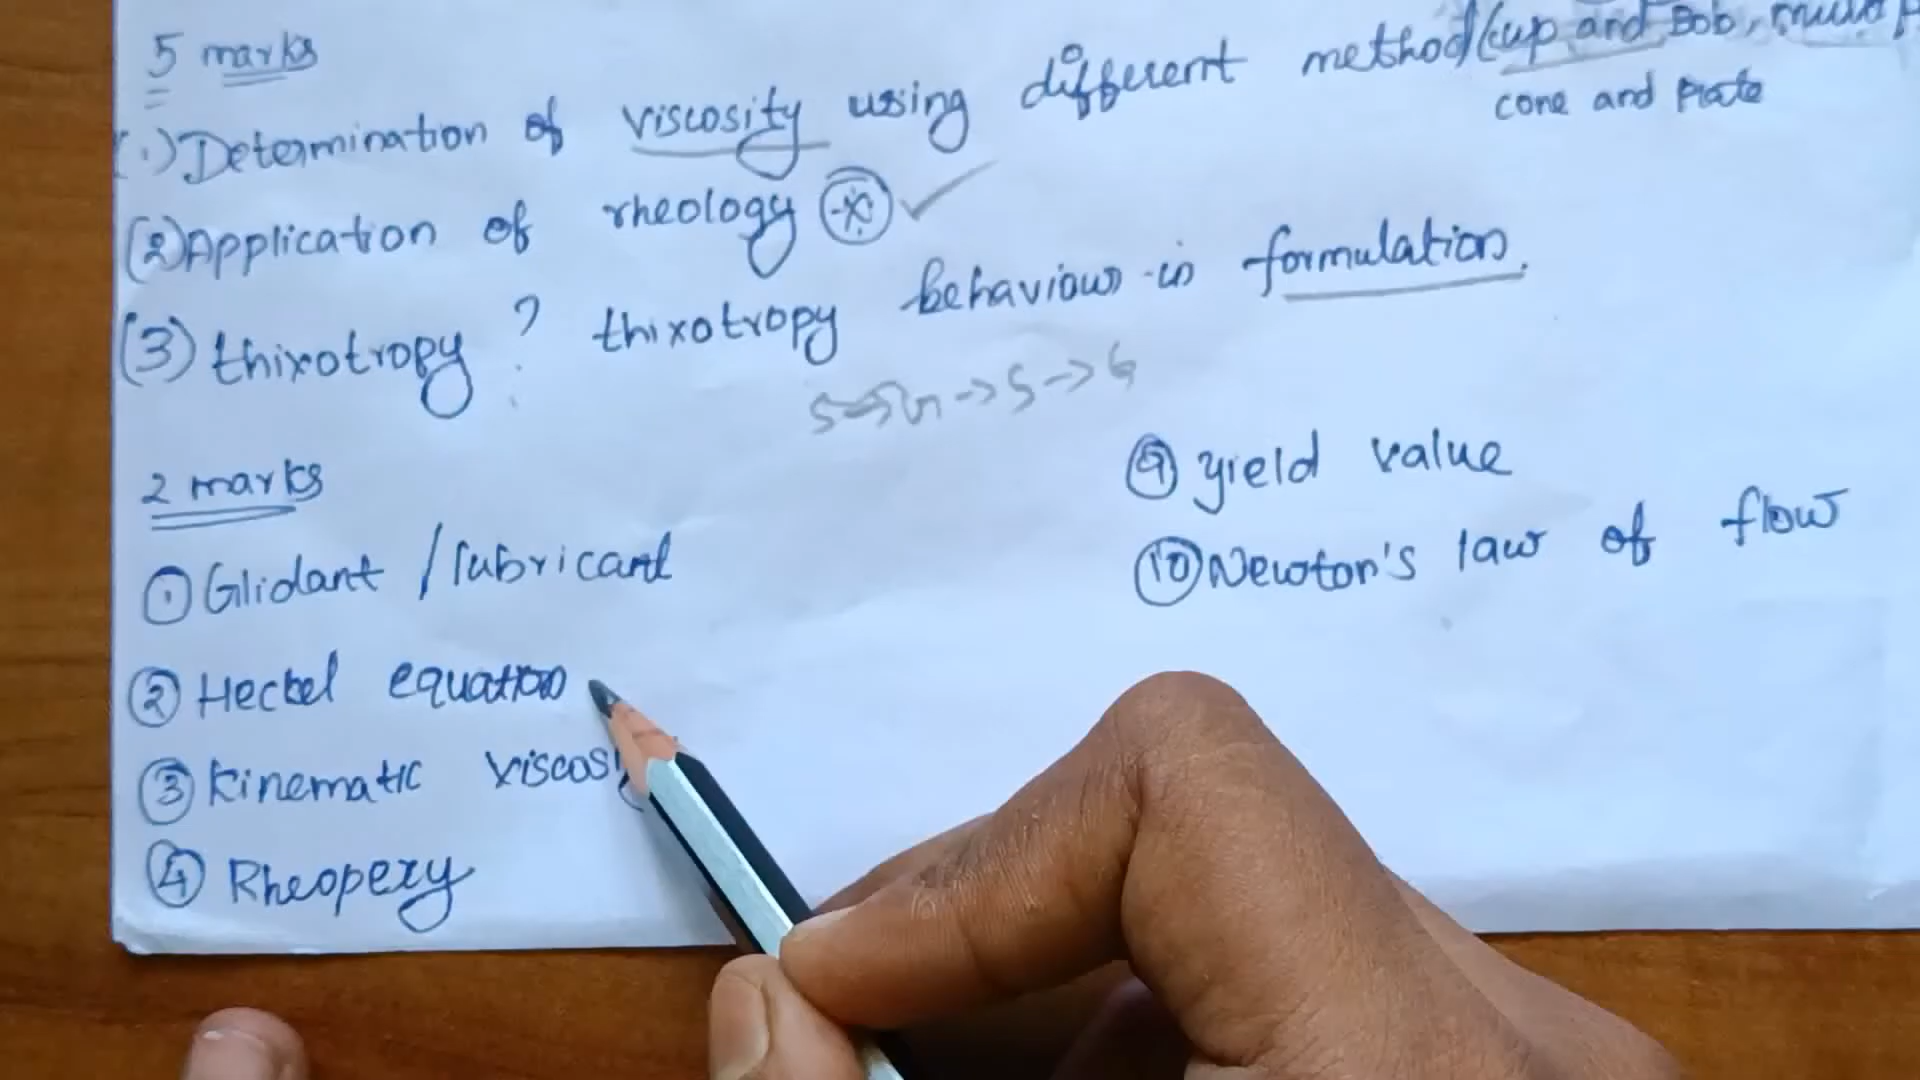 5 marks
(1) Determination of viscosity using different method (cup and Bob,
cone and Plate
(2) Application of rheology
(3) thixotropy ? thixotropy behaviour in formulation.
2 marks
① Glidant / lubricant
② Heckel equation
③ Kinematic viscosi
④ Rheopexy
⑨ yield value
⑩ Newton's law of flow